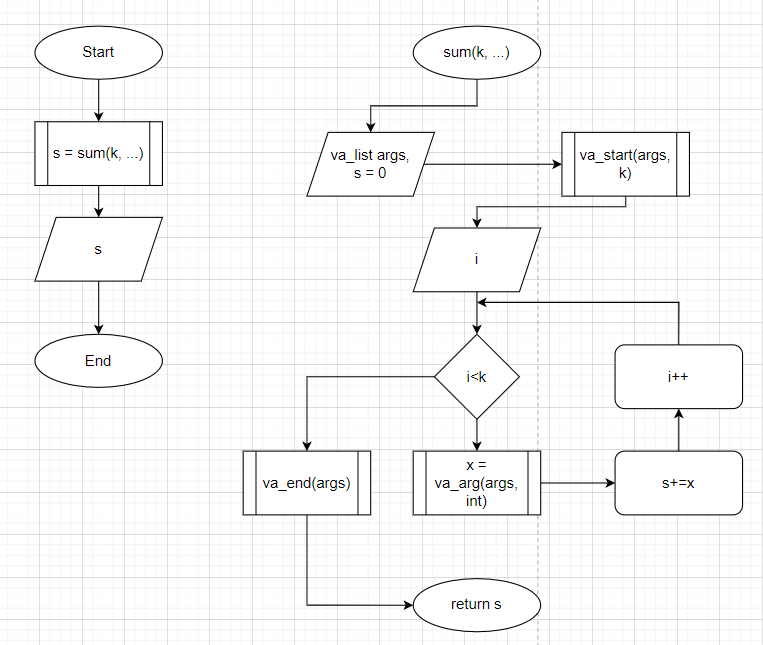 Start
s = sum(k, ...)
s
End
sum(k, ...)
va_list args,
s = 0
va_start(args,
k)
i
i<k
va_end(args)
x =
va_arg(args,
int)
s+=x
i++
return s